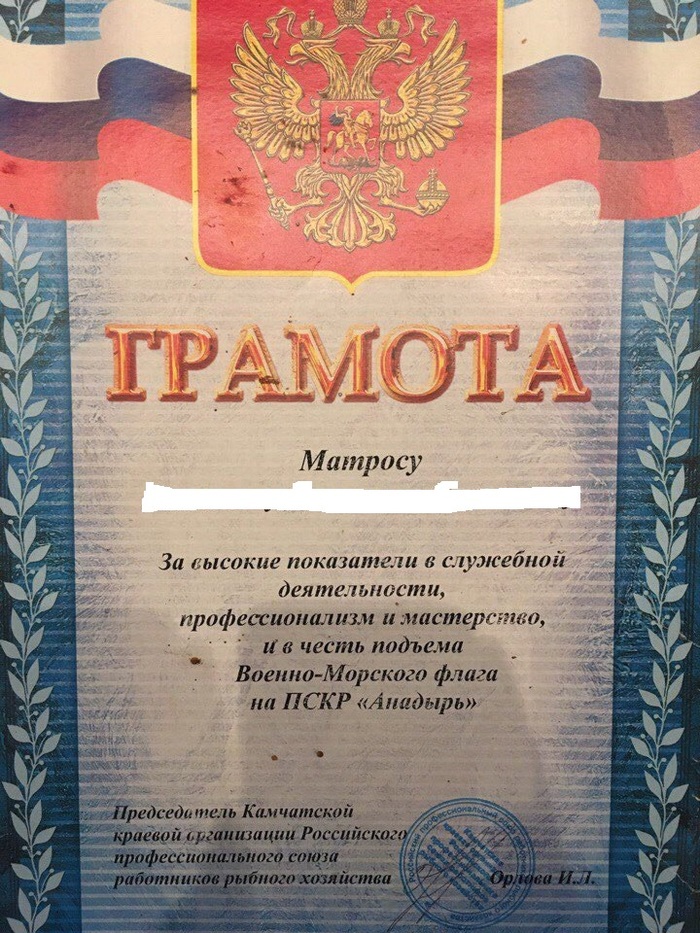 ГРАМОТА
Матросу
За высокие показатели в служебной
деятельности,
профессионализм и мастерство,
и в честь подъема
Военно-Морского флага
на ПСКР «Анадырь»
Председатель Камчатской
краевой организации Российского
профессионального союза
работников рыбного хозяйства Орлова И.Л.